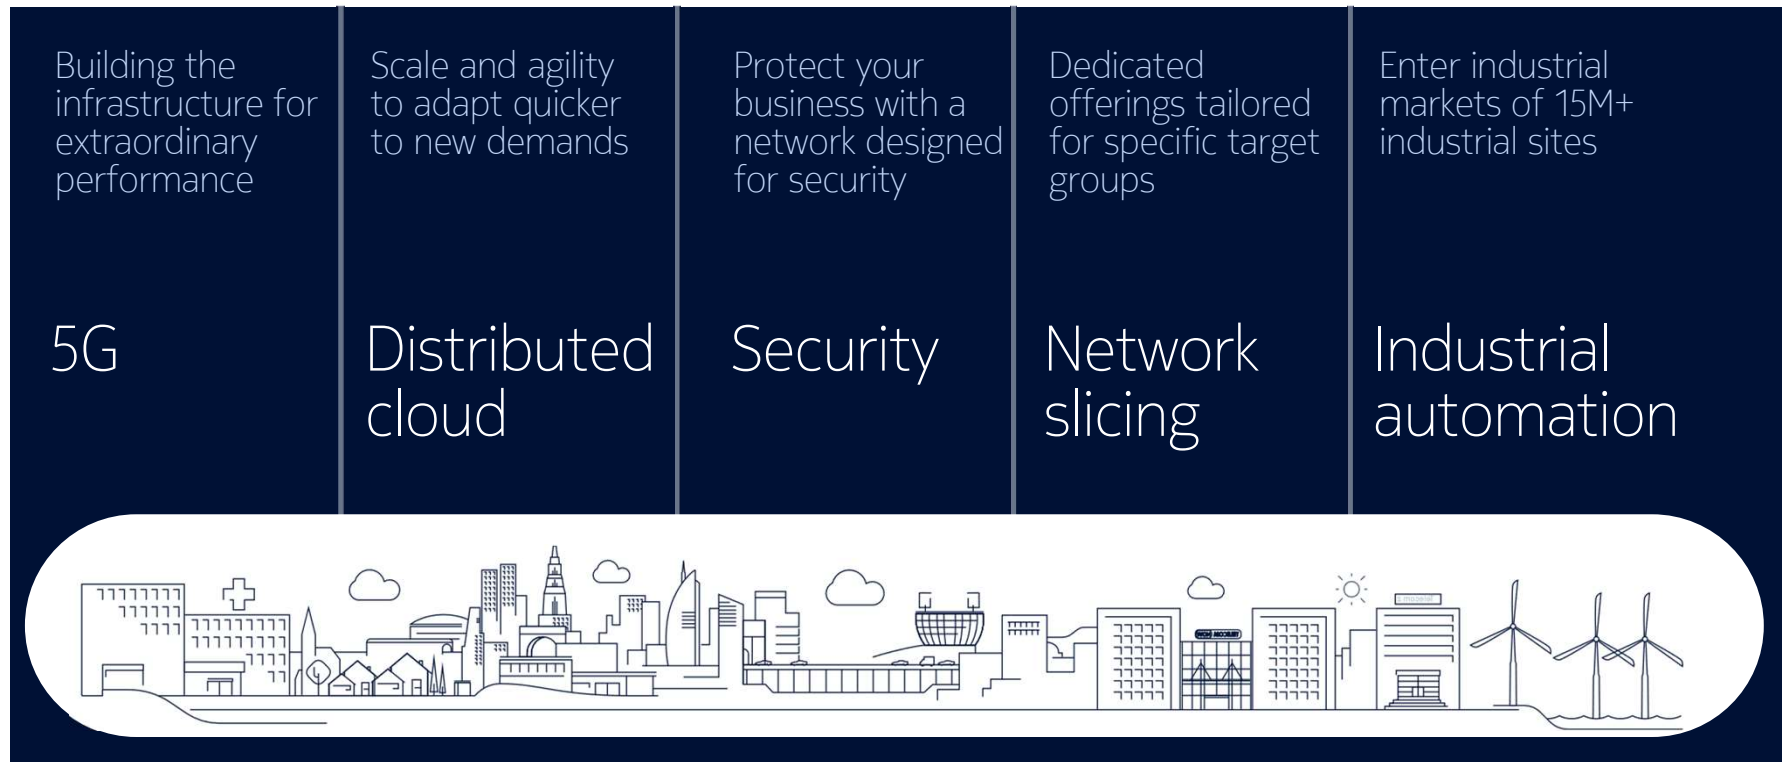 Building the
infrastructure for
extraordinary
performance
5G
Scale and agility
to adapt quicker
to new demands
Distributed
cloud
Protect your
business with a
network designed
for security
Security
Dedicated
offerings tailored
for specific target
groups
Network
slicing
Enter industrial
markets of 15M+
industrial sites
Industrial
automation